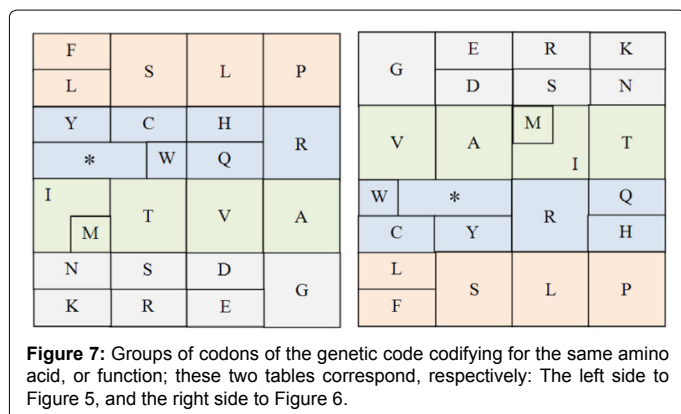 F
S L P
L
Y C H
R
* W Q
I
T V A
M
N S D
G
K R E
E R K
G
D S N
M
V A T
I
W * Q
R
C Y H
L
S L P
F
Figure 7: Groups of codons of the genetic code codifying for the same amino
acid, or function; these two tables correspond, respectively: The left side to
Figure 5, and the right side to Figure 6.